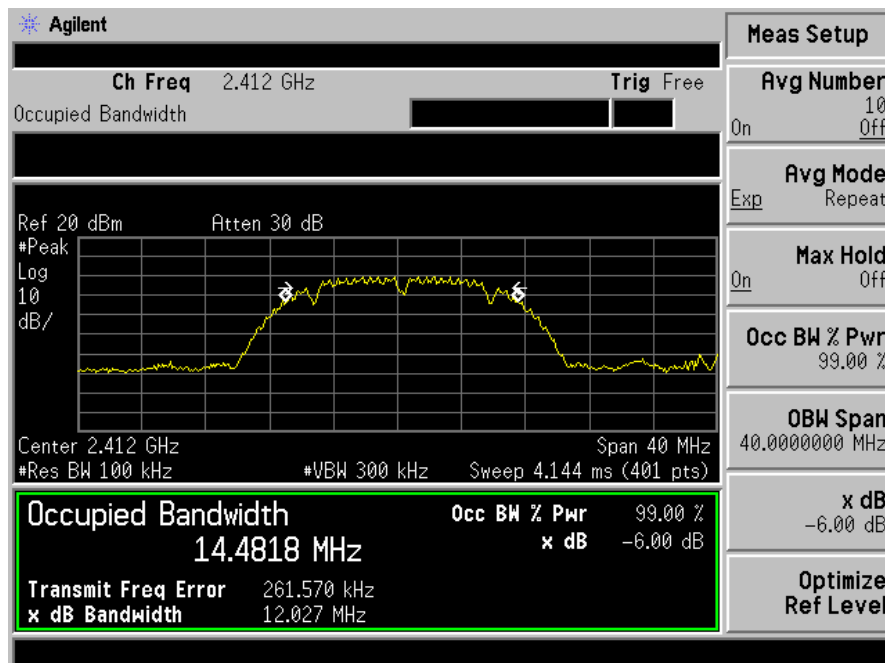 Agilent
Meas Setup
Ch Freq 2.412 GHz Trig Free
Occupied Bandwidth
Avg Number
10
On Off
Avg Mode
Exp Repeat
Ref 20 dBm Atten 30 dB
#Peak
Log
10
dB/
Max Hold
On Off
Occ BW % Pwr
99.00 %
OBW Span
40.0000000 MHz
Center 2.412 GHz Span 40 MHz
#Res BW 100 kHz #VBW 300 kHz Sweep 4.144 ms (401 pts)
x dB
-6.00 dB
Optimize
Ref Level
Occupied Bandwidth Occ BW % Pwr 99.00 %
14.4818 MHz x dB -6.00 dB
Transmit Freq Error 261.570 kHz
x dB Bandwidth 12.027 MHz